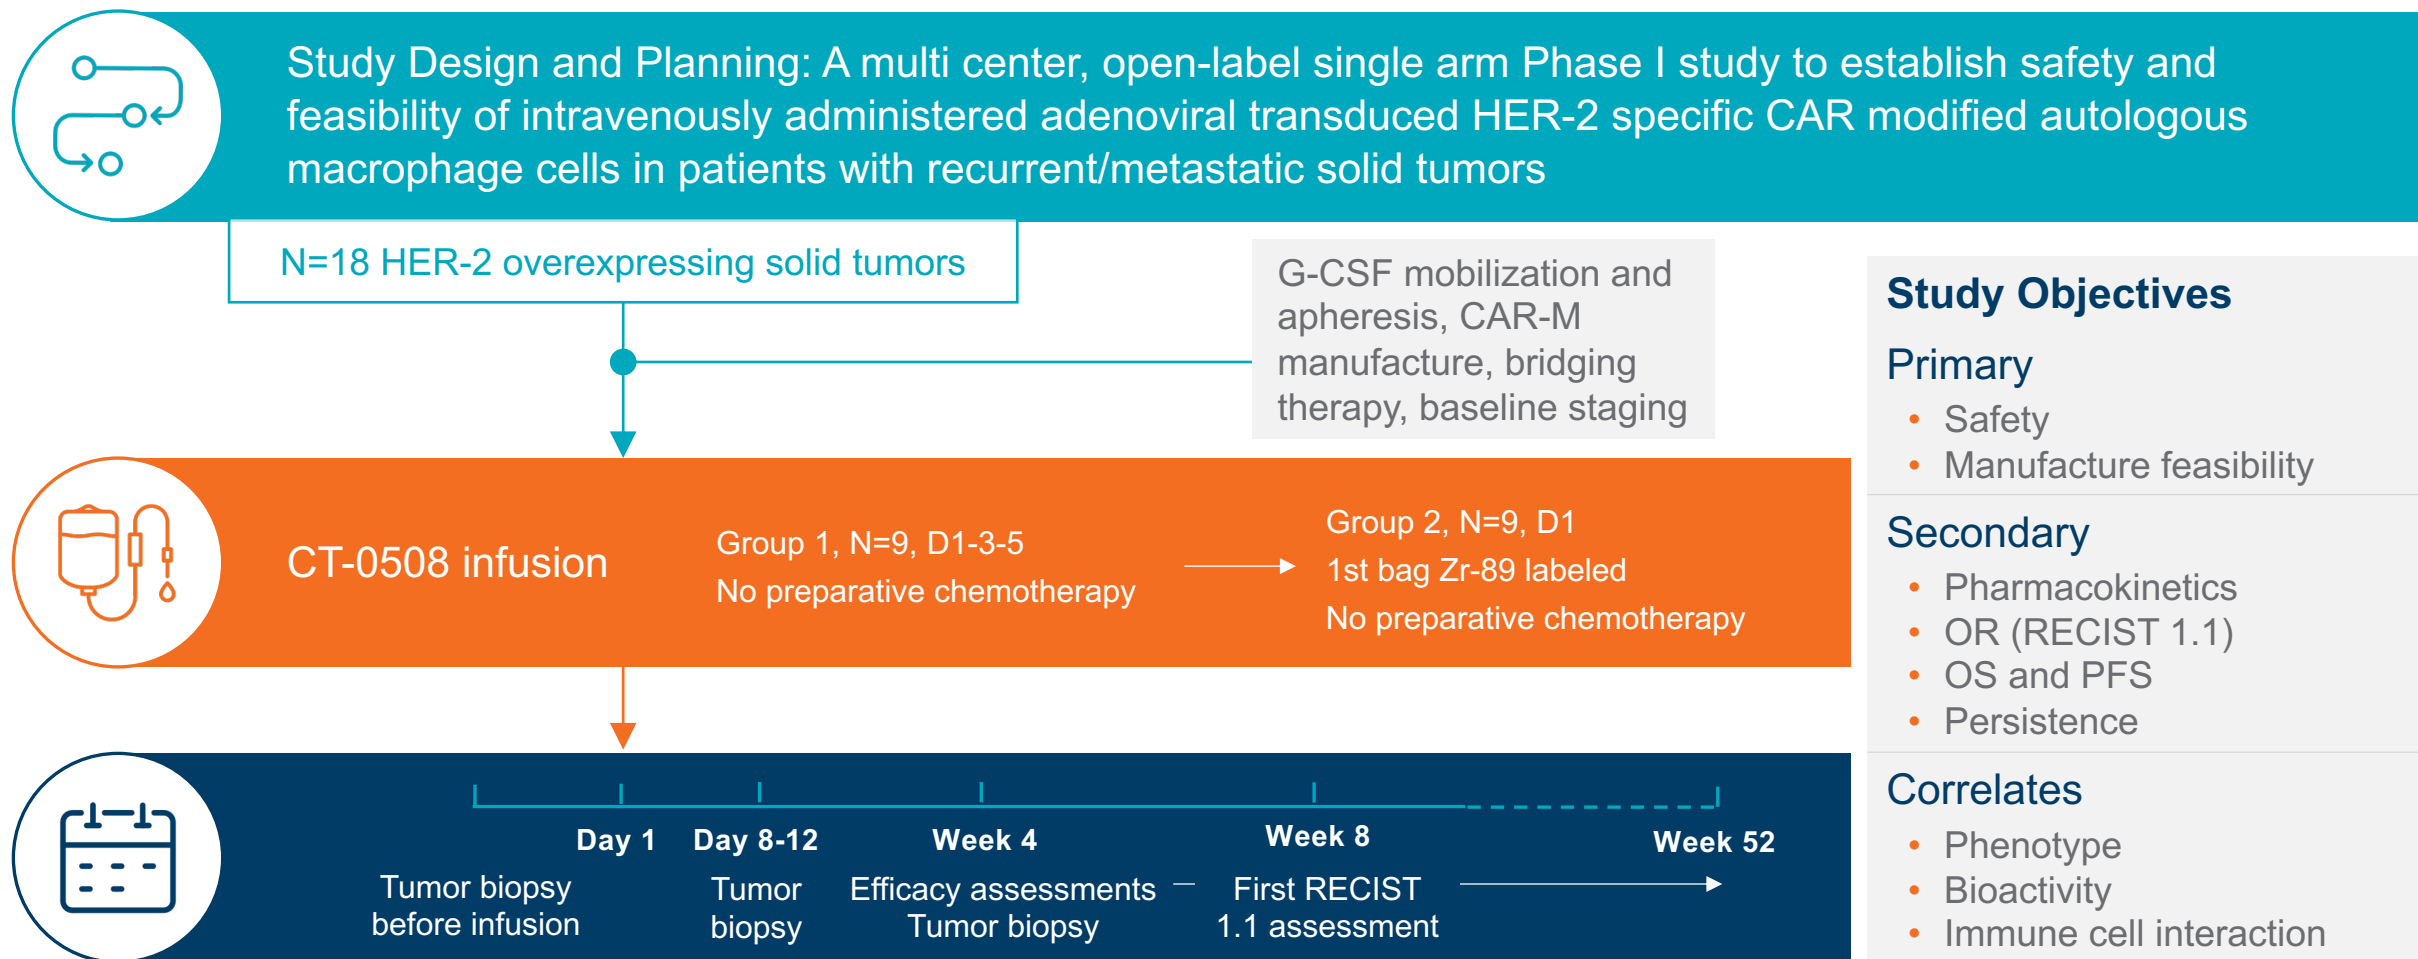 Study Design and Planning: A multi center, open-label single arm Phase I study to establish safety and
feasibility of intravenously administered adenoviral transduced HER-2 specific CAR modified autologous
macrophage cells in patients with recurrent/metastatic solid tumors
N=18 HER-2 overexpressing solid tumors
G-CSF mobilization and
apheresis, CAR-M
manufacture, bridging
therapy, baseline staging
CT-0508 infusion
Group 1, N=9, D1-3-5
No preparative chemotherapy
Group 2, N=9, D1
1st bag Zr-89 labeled
No preparative chemotherapy
Day 1
Day 8-12
Week 4
Week 8
Week 52
Tumor biopsy
before infusion
Tumor
biopsy
Efficacy assessments
Tumor biopsy
First RECIST
1.1 assessment
Study Objectives
Primary
• Safety
• Manufacture feasibility
Secondary
• Pharmacokinetics
• OR (RECIST 1.1)
• OS and PFS
• Persistence
Correlates
• Phenotype
• Bioactivity
• Immune cell interaction